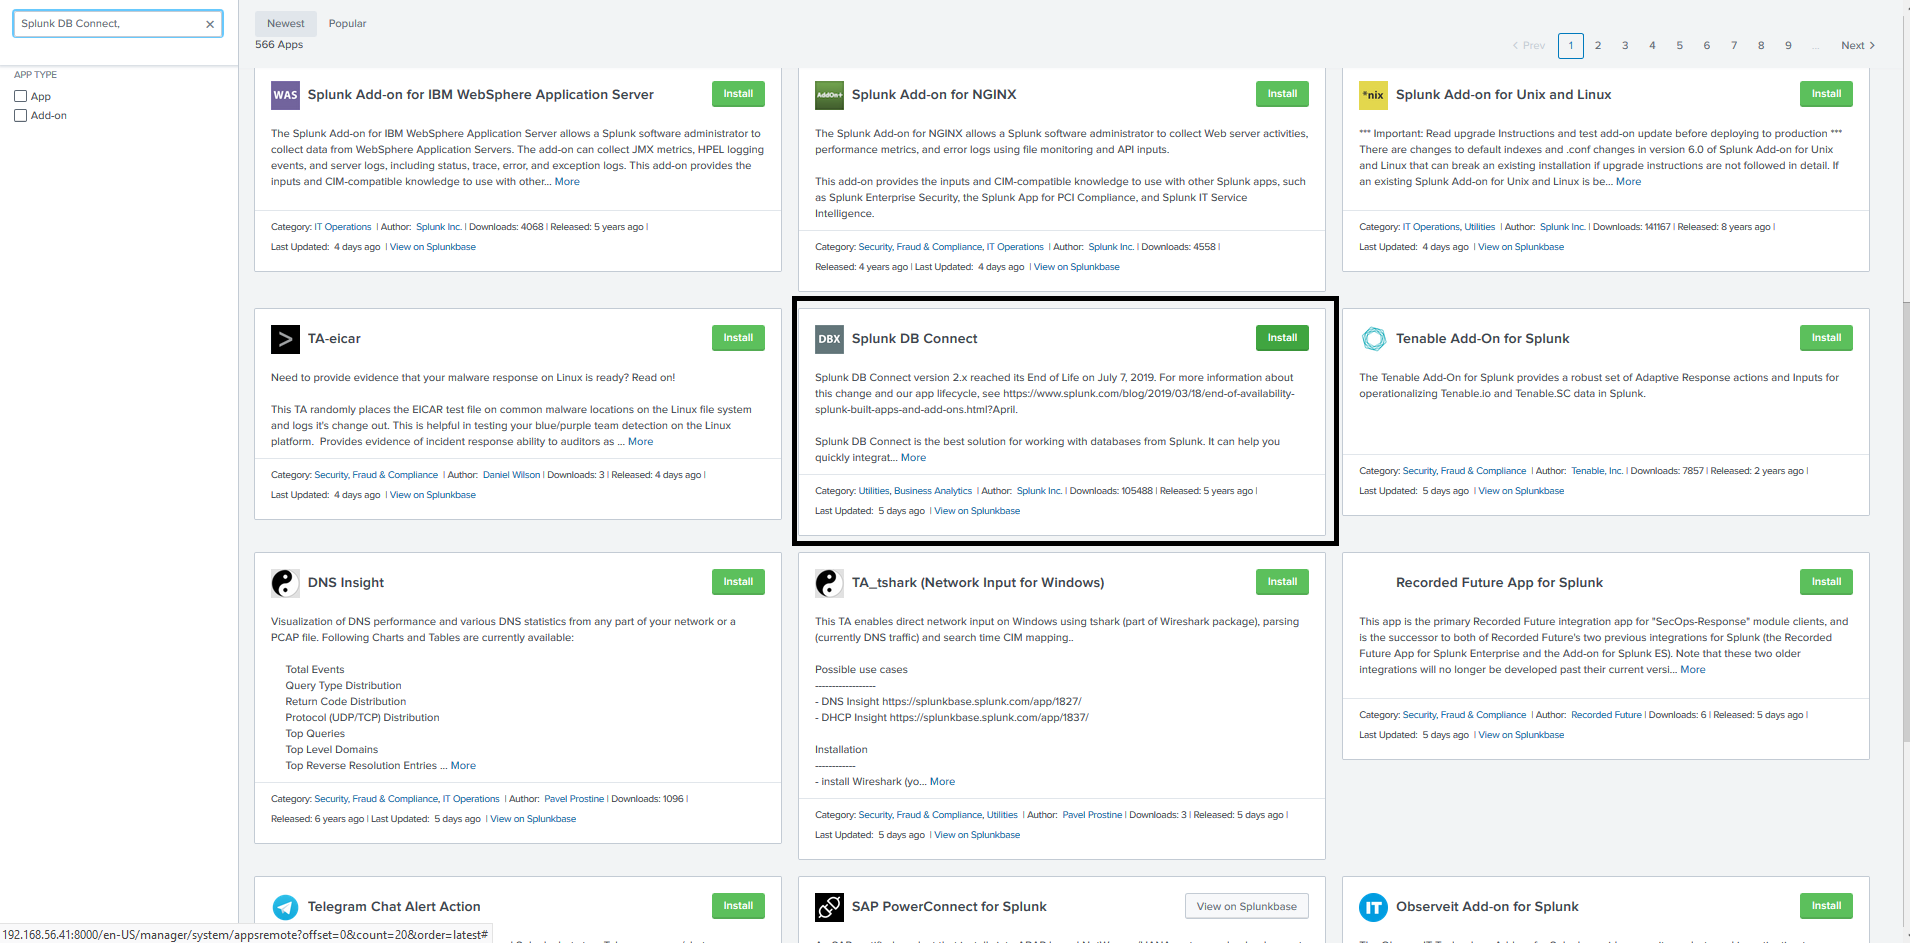 Splunk DB Connect,
APP TYPE
App
Add-on
Newest
Popular
566 Apps
Prev
1
2
3
4
5
6
7
8
9
...
Next
WAS
Splunk Add-on for IBM WebSphere Application Server
Install
The Splunk Add-on for IBM WebSphere Application Server allows a Splunk software administrator to
collect data from WebSphere Application Servers. The add-on can collect JMX metrics, HPEL logging
events, and server logs, including status, trace, error, and exception logs. This add-on provides the
inputs and CIM-compatible knowledge to use with other... More
Category: IT Operations | Author: Splunk Inc. | Downloads: 4068 | Released: 5 years ago |
Last Updated: 4 days ago | View on Splunkbase
AddOn+
Splunk Add-on for NGINX
Install
The Splunk Add-on for NGINX allows a Splunk software administrator to collect Web server activities,
performance metrics, and error logs using file monitoring and API inputs.
This add-on provides the inputs and CIM-compatible knowledge to use with other Splunk apps, such
as Splunk Enterprise Security, the Splunk App for PCI Compliance, and Splunk IT Service
Intelligence.
Category: Security, Fraud & Compliance, IT Operations | Author: Splunk Inc. | Downloads: 4558 |
Released: 4 years ago | Last Updated: 4 days ago | View on Splunkbase
*nix
Splunk Add-on for Unix and Linux
Install
*** Important: Read upgrade Instructions and test add-on update before deploying to production ***
There are changes to default indexes and .conf changes in version 6.0 of Splunk Add-on for Unix
and Linux that can break an existing installation if upgrade instructions are not followed in detail. If
an existing Splunk Add-on for Unix and Linux is be... More
Category: IT Operations, Utilities | Author: Splunk Inc. | Downloads: 141167 | Released: 8 years ago |
Last Updated: 4 days ago | View on Splunkbase
>
TA-eicar
Install
Need to provide evidence that your malware response on Linux is ready? Read on!
This TA randomly places the EICAR test file on common malware locations on the Linux file system
and logs it's change out. This is helpful in testing your blue/purple team detection on the Linux
platform. Provides evidence of incident response ability to auditors as ... More
Category: Security, Fraud & Compliance | Author: Daniel Wilson | Downloads: 3 | Released: 4 days ago |
Last Updated: 4 days ago | View on Splunkbase
DBX
Splunk DB Connect
Install
Splunk DB Connect version 2.x reached its End of Life on July 7, 2019. For more information about
this change and our app lifecycle, see https://www.splunk.com/blog/2019/03/18/end-of-availability-
splunk-built-apps-and-add-ons.html?April.
Splunk DB Connect is the best solution for working with databases from Splunk. It can help you
quickly integrat... More
Category: Utilities, Business Analytics | Author: Splunk Inc. | Downloads: 105488 | Released: 5 years ago |
Last Updated: 5 days ago | View on Splunkbase
Tenable Add-On for Splunk
Install
The Tenable Add-On for Splunk provides a robust set of Adaptive Response actions and Inputs for
operationalizing Tenable.io and Tenable.SC data in Splunk.
Category: Security, Fraud & Compliance | Author: Tenable, Inc. | Downloads: 7857 | Released: 2 years ago |
Last Updated: 5 days ago | View on Splunkbase
DNS Insight
Install
Visualization of DNS performance and various DNS statistics from any part of your network or a
PCAP file. Following Charts and Tables are currently available:
Total Events
Query Type Distribution
Return Code Distribution
Protocol (UDP/TCP) Distribution
Top Queries
Top Level Domains
Top Reverse Resolution Entries ... More
Category: Security, Fraud & Compliance, IT Operations | Author: Pavel Prostine | Downloads: 1096 |
Released: 6 years ago | Last Updated: 5 days ago | View on Splunkbase
TA_tshark (Network Input for Windows)
Install
This TA enables direct network input on Windows using tshark (part of Wireshark package), parsing
(currently DNS traffic) and search time CIM mapping..
Possible use cases
-----------------
- DNS Insight https://splunkbase.splunk.com/app/1827/
- DHCP Insight https://splunkbase.splunk.com/app/1837/
Installation
------------
- install Wireshark (yo... More
Category: Security, Fraud & Compliance, Utilities | Author: Pavel Prostine | Downloads: 3 | Released: 5 days ago |
Last Updated: 5 days ago | View on Splunkbase
Recorded Future App for Splunk
Install
This app is the primary Recorded Future integration app for "SecOps-Response" module clients, and
is the successor to both of Recorded Future's two previous integrations for Splunk (the Recorded
Future App for Splunk Enterprise and the Add-on for Splunk ES). Note that these two older
integrations will no longer be developed past their current versi... More
Category: Security, Fraud & Compliance | Author: Recorded Future | Downloads: 6 | Released: 5 days ago |
Last Updated: 5 days ago | View on Splunkbase
Telegram Chat Alert Action
Install
SAP PowerConnect for Splunk
View on Splunkbase
IT
Observeit Add-on for Splunk
Install
192.168.56.41:8000/en-US/manager/system/appsremote?offset=0&count=20&order=latest#